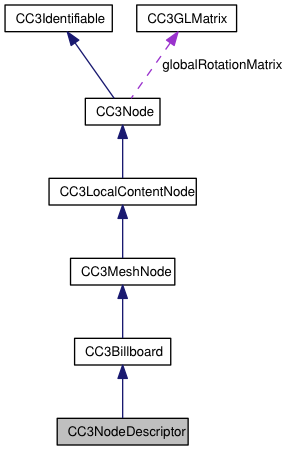 CC3Identifiable
CC3GLMatrix
globalRotationMatrix
CC3Node
CC3LocalContentNode
CC3MeshNode
CC3Billboard
CC3NodeDescriptor